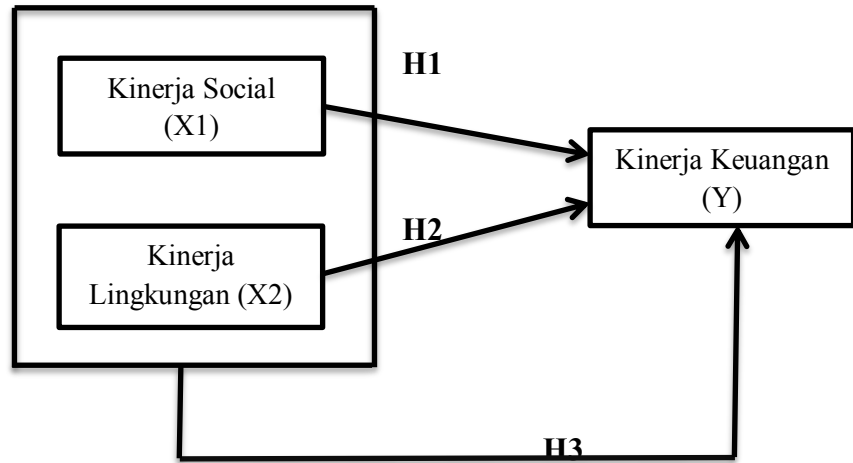 H1
Kinerja Social
(X1)
Kinerja Keuangan
(Y)
H2
Kinerja
Lingkungan (X2)
H3